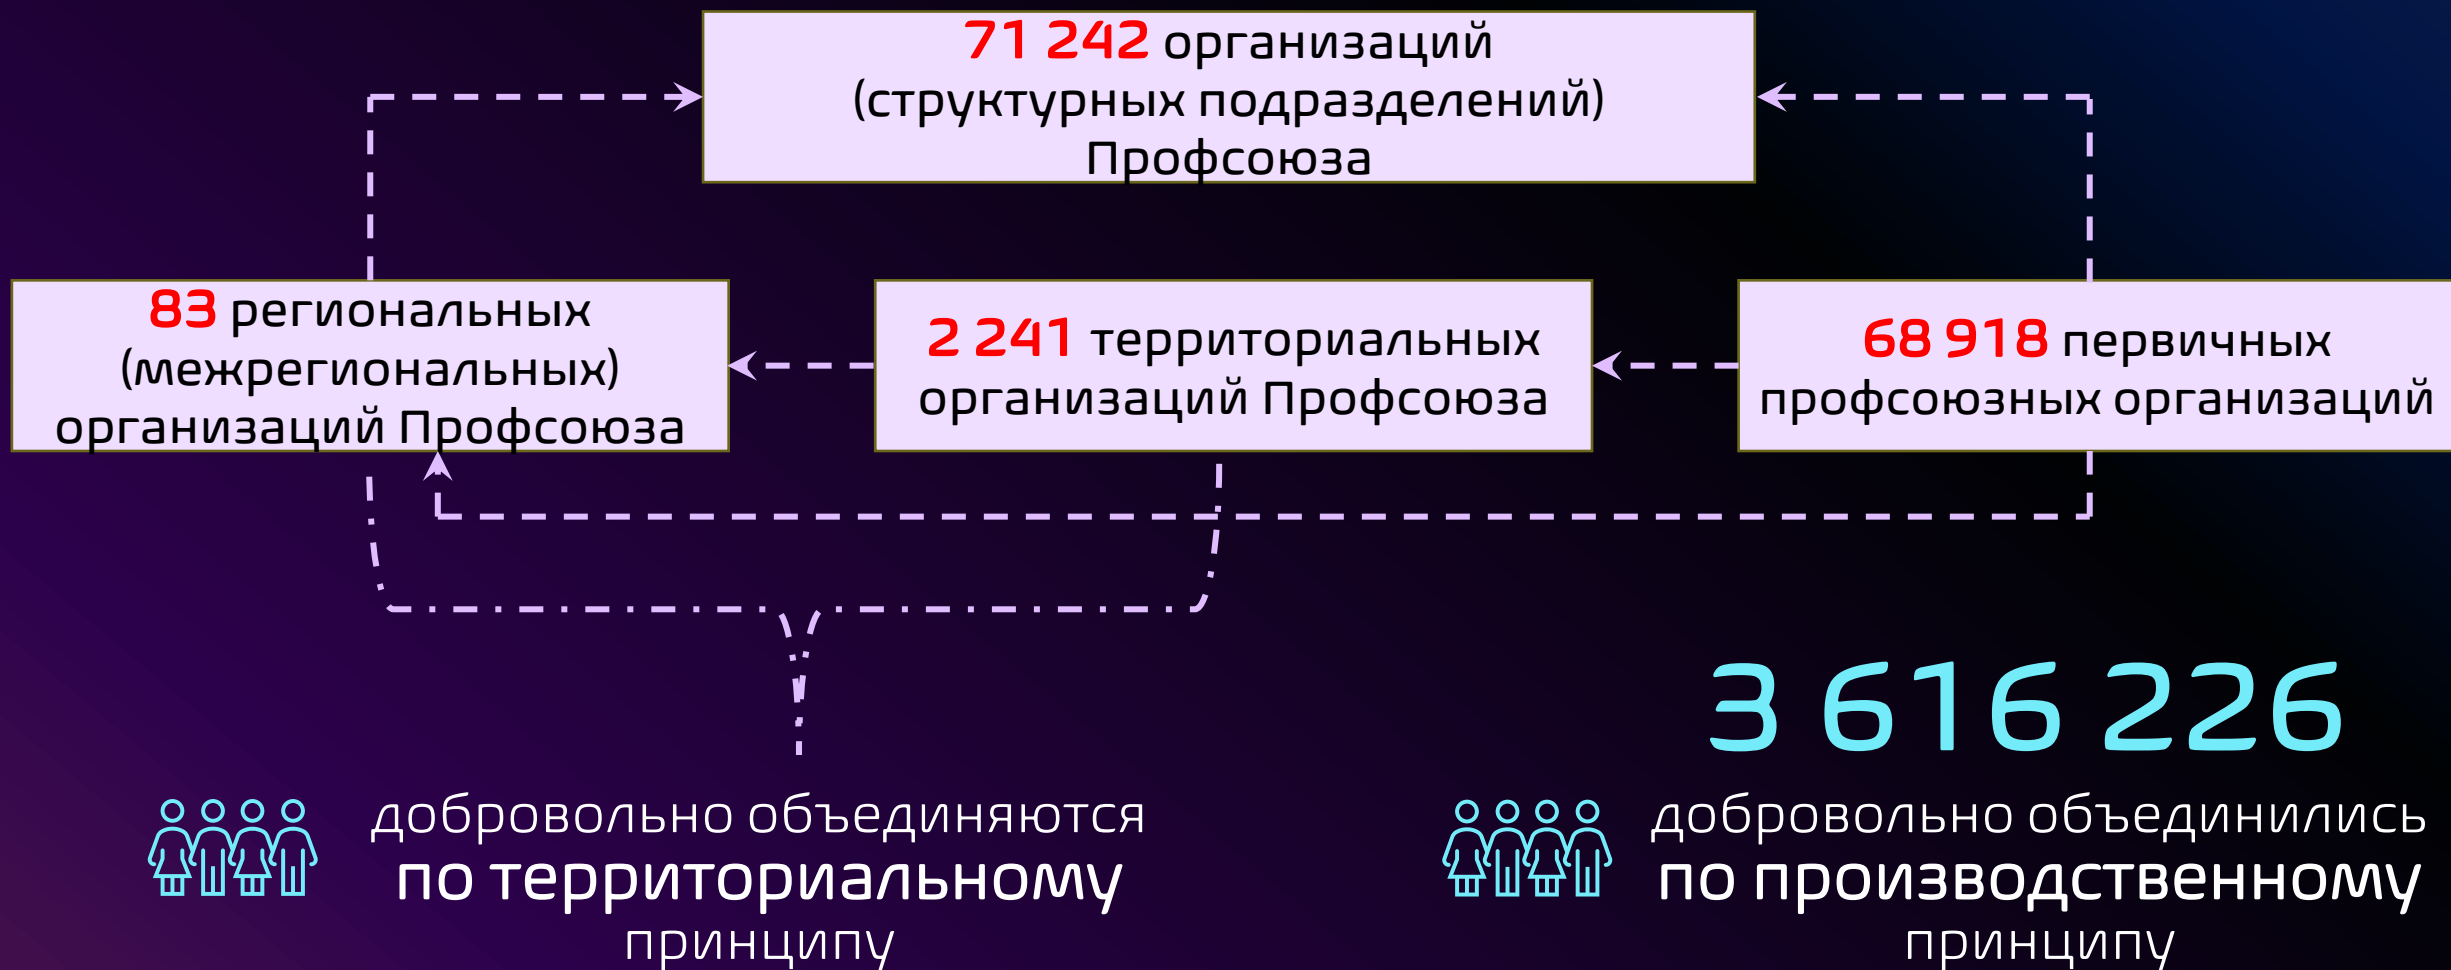 71 242 организаций
(структурных подразделений)
Профсоюза
83 региональных
(межрегиональных)
организаций Профсоюза
2 241 территориальных
организаций Профсоюза
68 918 первичных
профсоюзных организаций
3 616 226
добровольно объединяются
по территориальному
принципу
добровольно объединились
по производственному
принципу